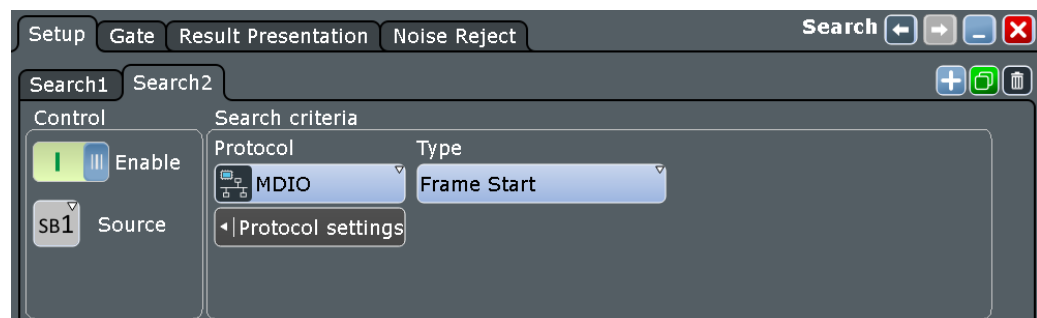 Setup Gate Result Presentation Noise Reject Search
Search1 Search2
Control Search criteria
Protocol Type
Enable MDIO Frame Start
SB1 Source Protocol settings